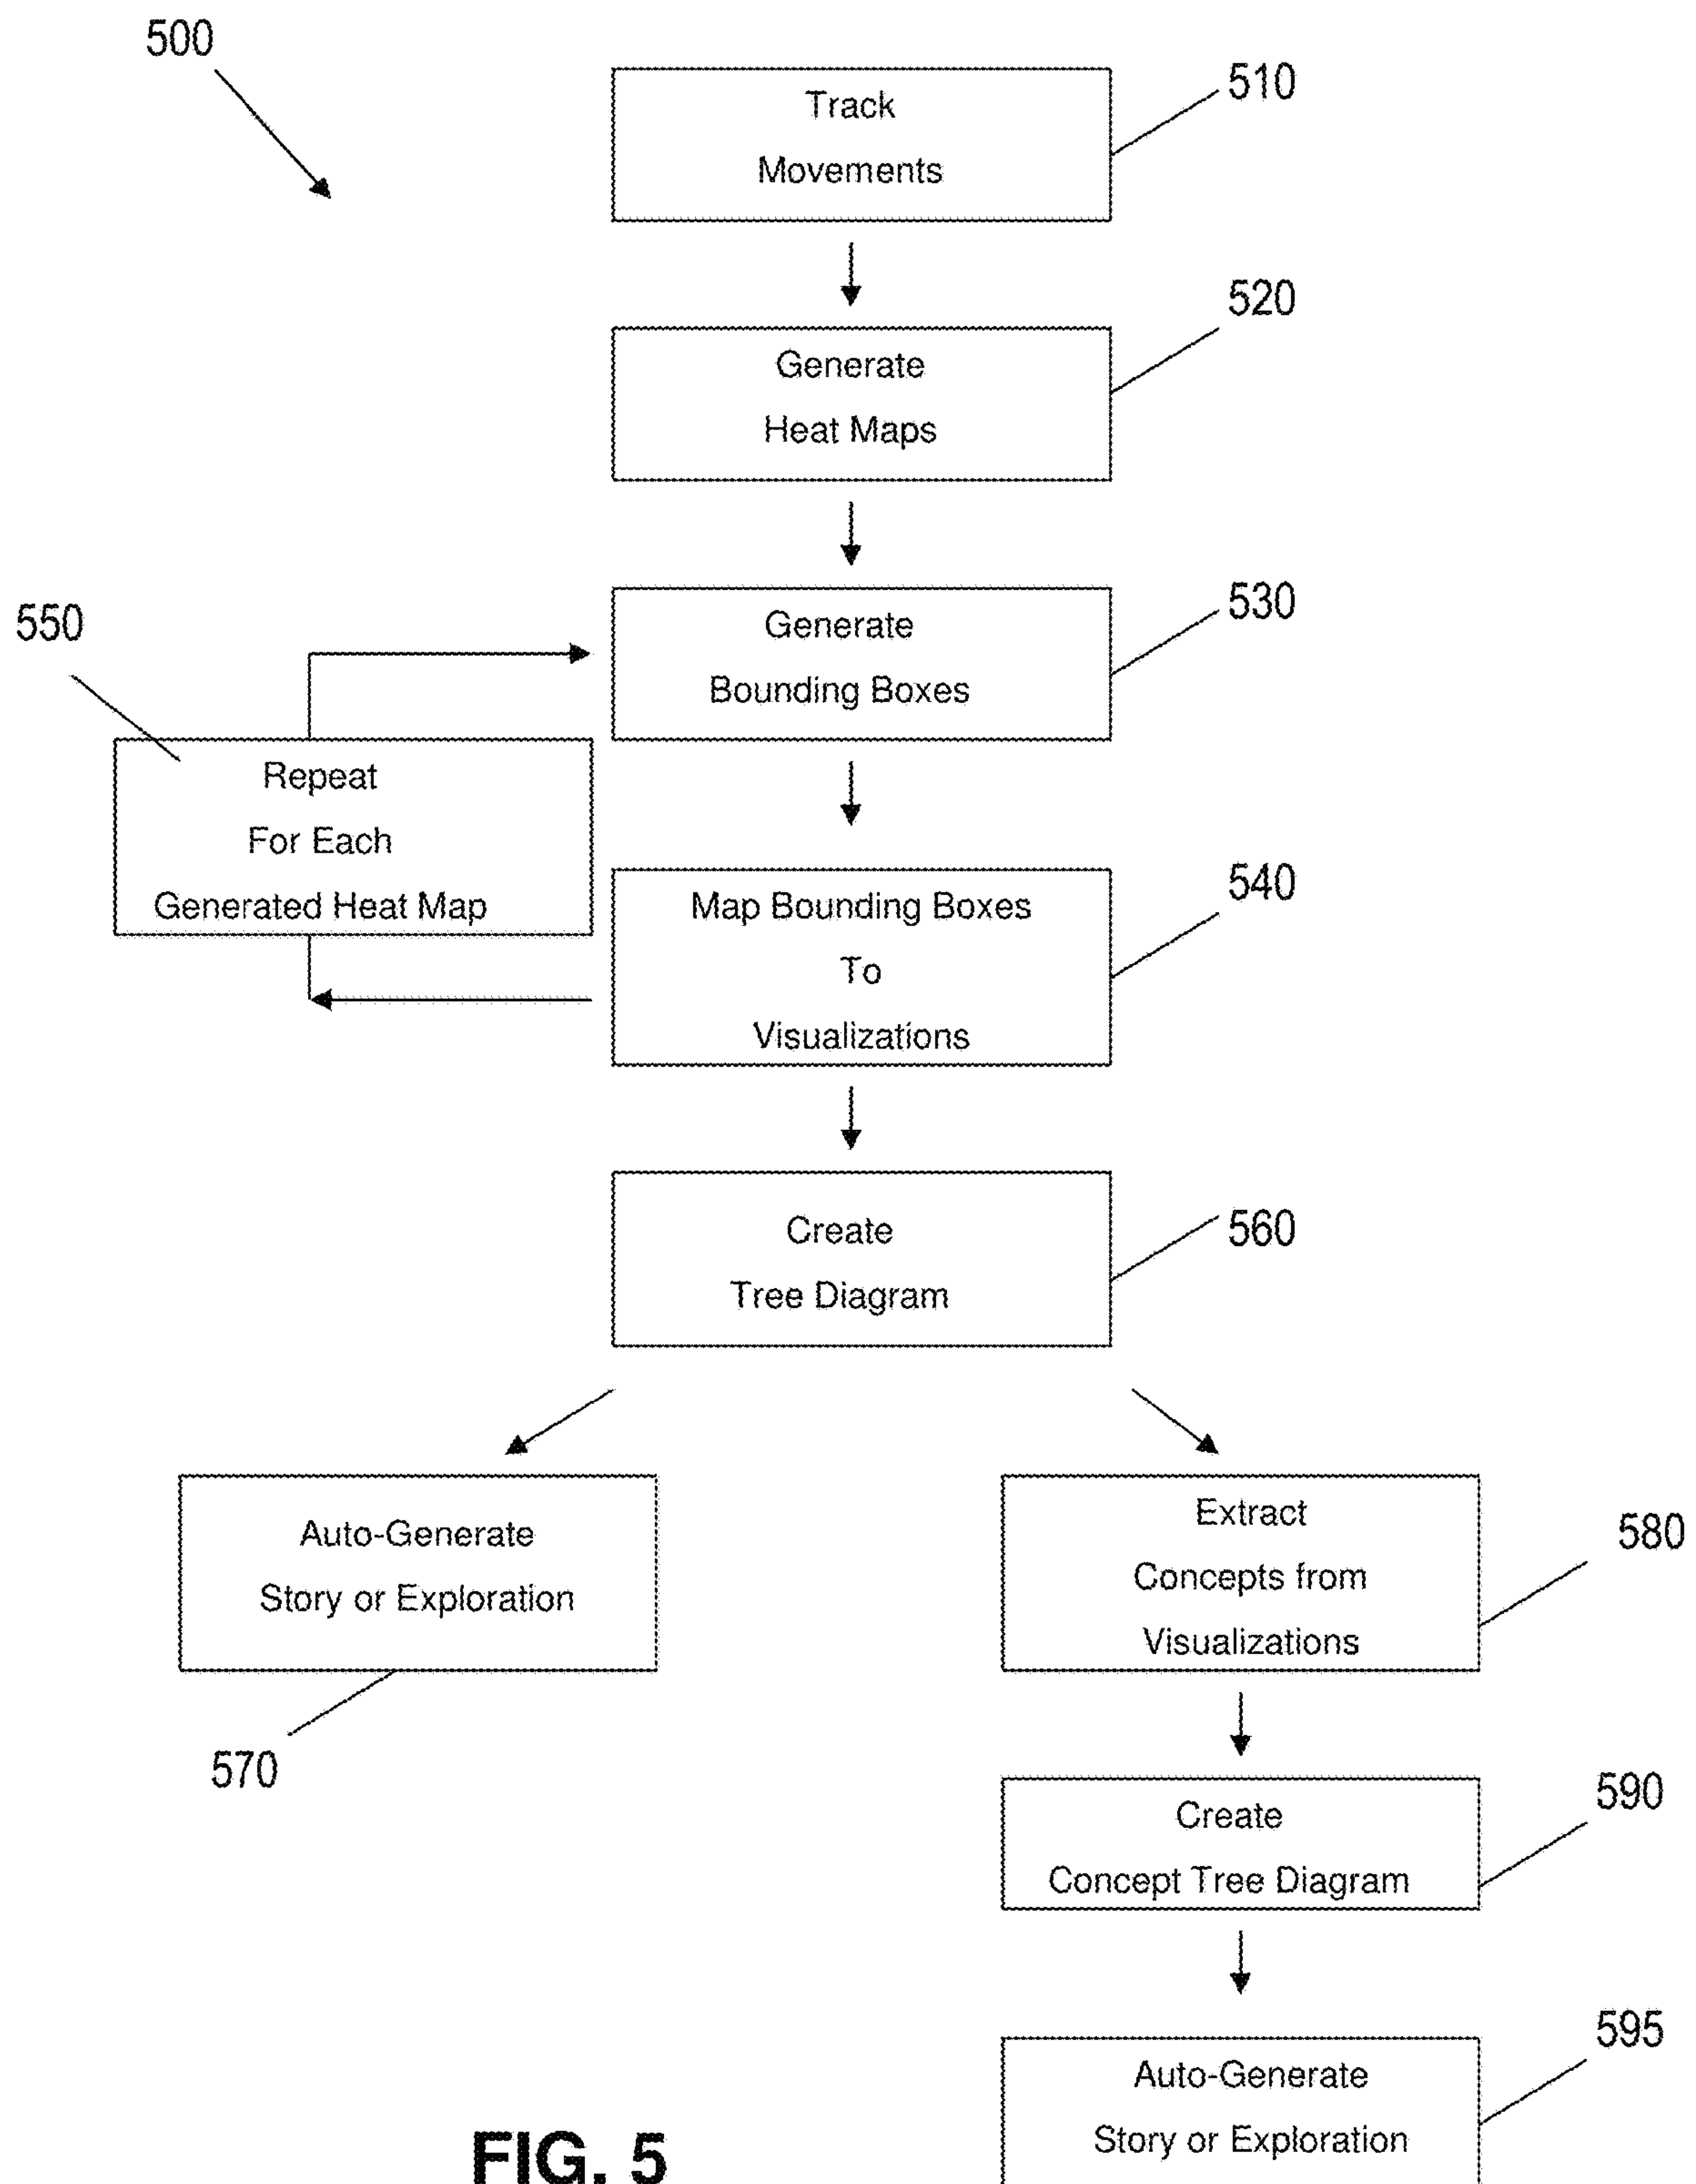 500
Track
Movements
510
Generate
Heat Maps
520
Generate
Bounding Boxes
530
550
Repeat
For Each
Generated Heat Map
Map Bounding Boxes
To
Visualizations
540
Create
Tree Diagram
560
Auto-Generate
Story or Exploration
570
Extract
Concepts from
Visualizations
580
Create
Concept Tree Diagram
590
Auto-Generate
Story or Exploration
595
FIG. 5